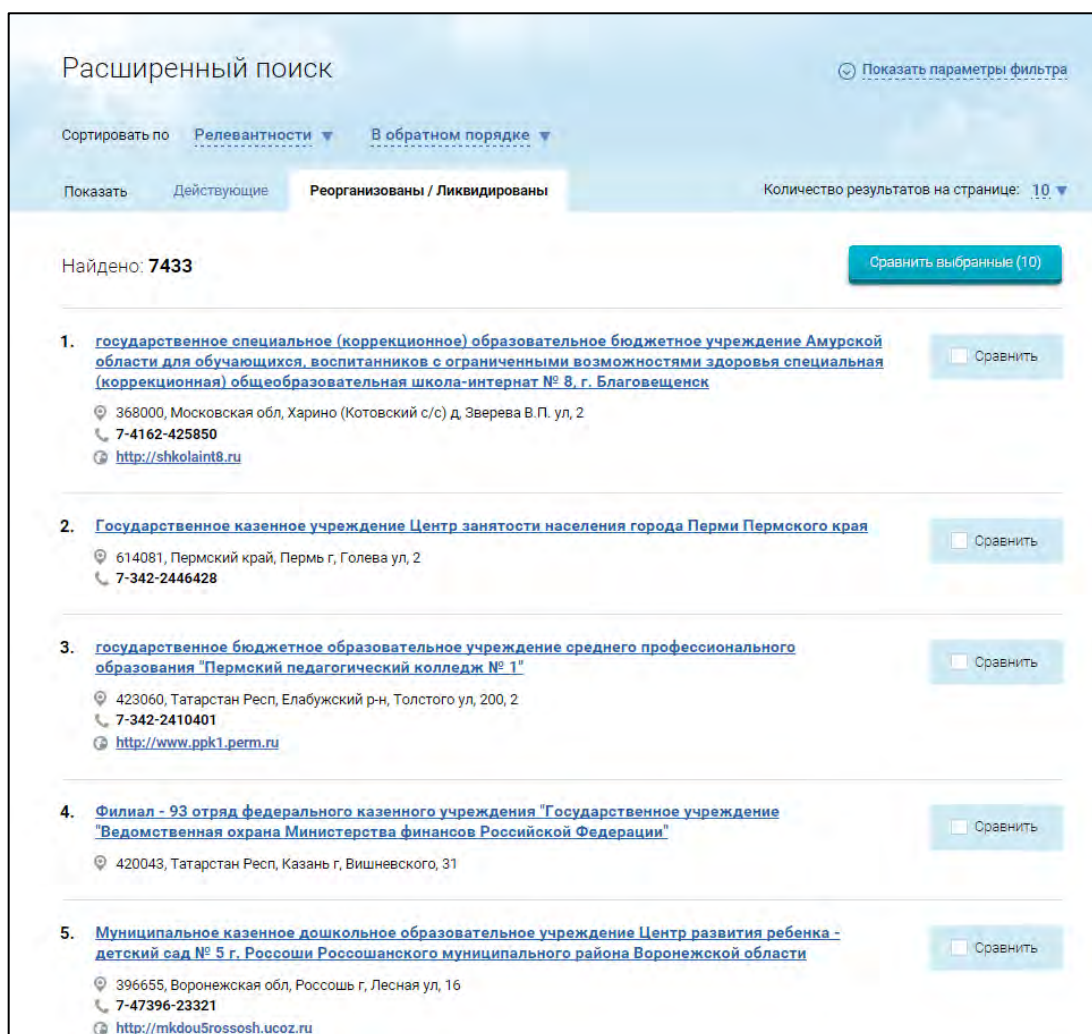 Расширенный поиск
Показать параметры фильтра
Сортировать по Релевантности В обратном порядке
Показать Действующие Реорганизованы / Ликвидированы Количество результатов на странице: 10
Найдено: 7433
Сравнить выбранные (10)
1. государственное специальное (коррекционное) образовательное бюджетное учреждение Амурской
области для обучающихся, воспитанников с ограниченными возможностями здоровья специальная
(коррекционная) общеобразовательная школа-интернат № 8, г. Благовещенск
Сравнить
368000, Московская обл, Харино (Котовский с/с) д, Зверева В.П. ул, 2
7-4162-425850
http://shkolaint8.ru
2. Государственное казенное учреждение Центр занятости населения города Перми Пермского края
Сравнить
614081, Пермский край, Пермь г, Голева ул, 2
7-342-2446428
3. государственное бюджетное образовательное учреждение среднего профессионального
образования "Пермский педагогический колледж № 1"
Сравнить
423060, Татарстан Респ, Елабужский р-н, Толстого ул, 200, 2
7-342-2410401
http://www.ppk1.perm.ru
4. Филиал - 93 отряд федерального казенного учреждения "Государственное учреждение
"Ведомственная охрана Министерства финансов Российской Федерации"
Сравнить
420043, Татарстан Респ, Казань г, Вишневского, 31
5. Муниципальное казенное дошкольное образовательное учреждение Центр развития ребенка -
детский сад № 5 г. Россоши Россошанского муниципального района Воронежской области
Сравнить
396655, Воронежская обл, Россошь г, Лесная ул, 16
7-47396-23321
http://mkdou5rossosh.ucoz.ru